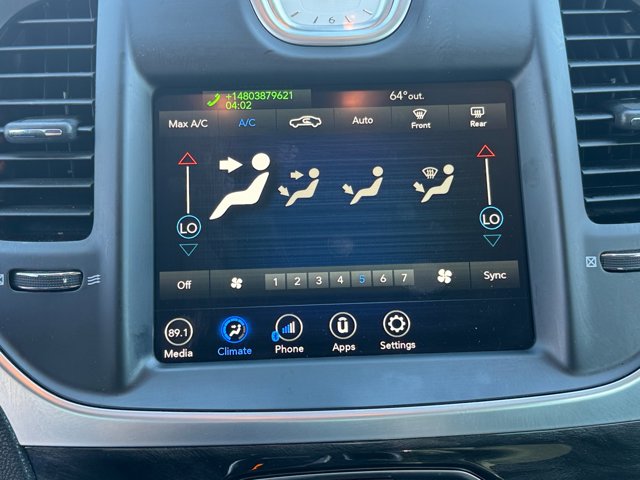 6
+14803879621
04:02
64° out.
Max A/C A/C Auto Front Rear
LO LO
Off 1 2 3 4 5 6 7 Sync
89.1
Media Climate Phone Apps Settings